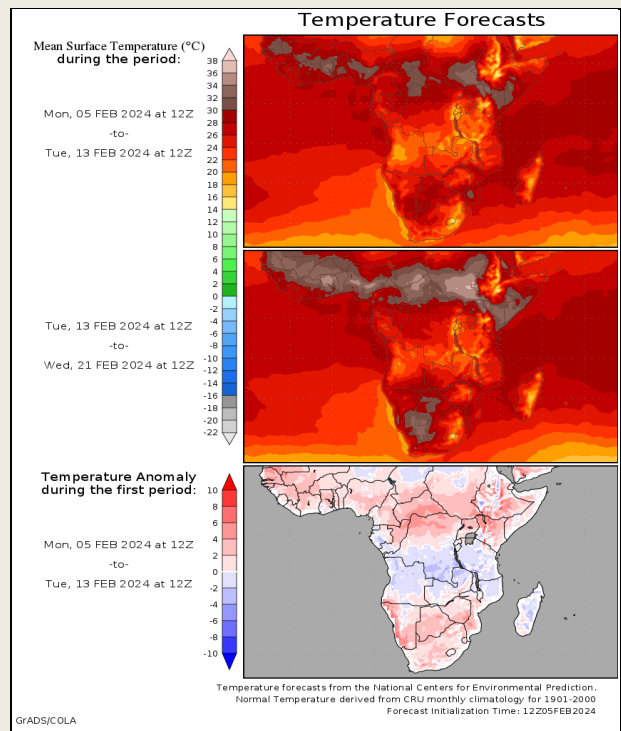 Temperature Forecasts
Mean Surface Temperature (°C)
during the period:
Mon, 05 FEB 2024 at 12Z
-to-
Tue, 13 FEB 2024 at 12Z
38
36
34
32
30
28
26
24
22
20
18
16
14
12
10
8
6
4
2
0
-2
-4
-6
-8
-10
-12
-14
-16
-18
-20
-22
Tue, 13 FEB 2024 at 12Z
-to-
Wed, 21 FEB 2024 at 12Z
Temperature Anomaly
during the first period:
Mon, 05 FEB 2024 at 12Z
-to-
Tue, 13 FEB 2024 at 12Z
10
8
6
4
2
0
-2
-4
-6
-8
-10
Temperature forecasts from the National Centers for Environmental Prediction.
Normal Temperature derived from CRU monthly climatology for 1901-2000
Forecast Initialization Time: 12Z05FEB2024
GrADS/COLA